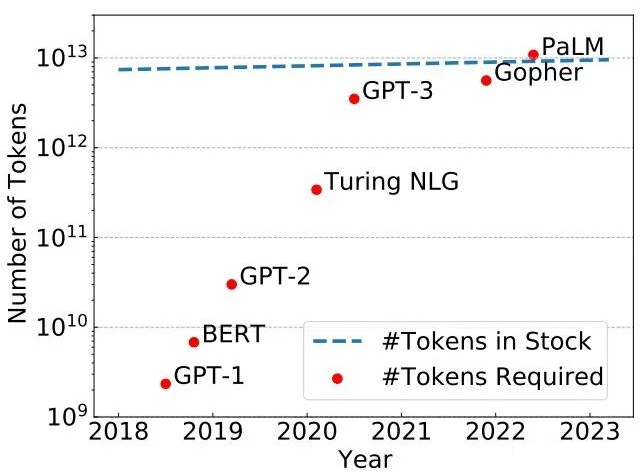 Number of Tokens
10^13
10^12
10^11
10^10
10^9
PaLM
Gopher
GPT-3
Turing NLG
GPT-2
BERT
GPT-1
#Tokens in Stock
#Tokens Required
2018 2019 2020 2021 2022 2023
Year